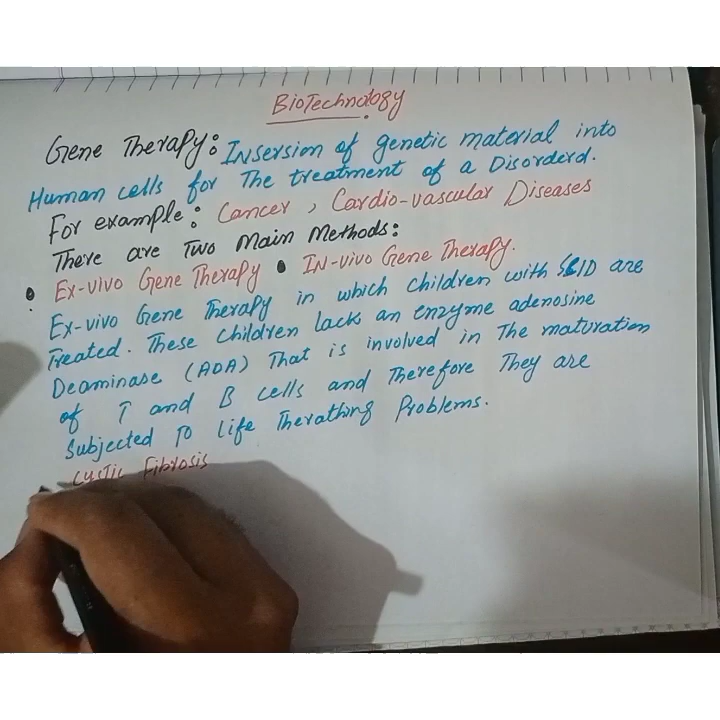 BioTechnology
Gene Therapy: Insersion of genetic material into
Human cells for The treatment of a Disorderd.
For example: Cancer, Cardio-vascular Diseases
There are Two Main Methods:
• Ex-vivo Gene Therapy • IN-vivo Gene Therapy.
Ex-vivo Gene Therapy in which children with SCID are
Treated. These children lack an enzyme adenosine
Deaminase (ADA) That is involved in The maturation
of T and B cells and Therefore They are
Subjected To life Therathing Problems.
Cystic Fibrosis